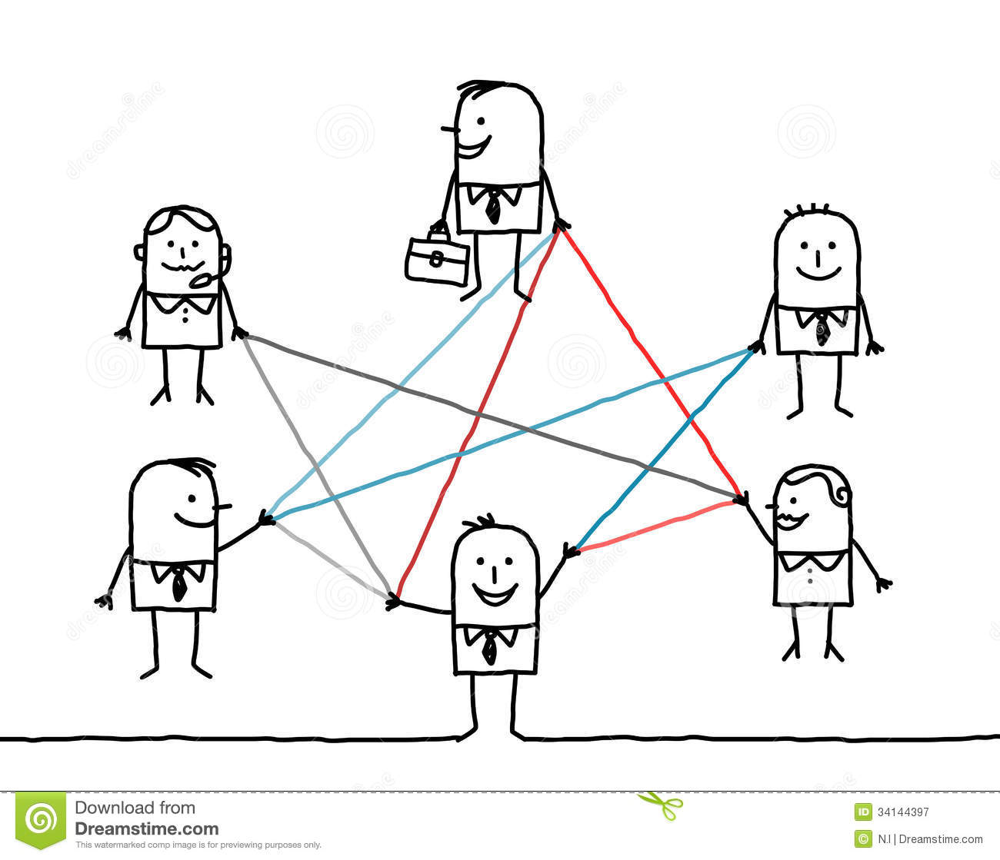 Download from
Dreamstime.com
This watermarked comp image is for previewing purposes only.
ID 34144397
© N.l | Dreamstime.com